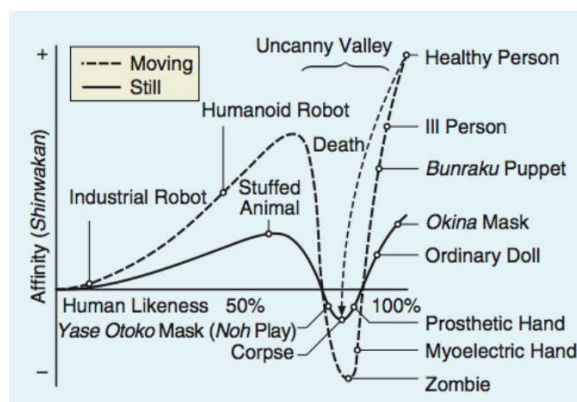 +
Uncanny Valley
Moving
Still
Healthy Person
Humanoid Robot
Ill Person
Death
Bunraku Puppet
Stuffed
Animal
Industrial Robot
Okina Mask
Ordinary Doll
Affinity (Shinwakan)
Human Likeness 50% 100%
Yase Otoko Mask (Noh Play)
Prosthetic Hand
Corpse
Myoelectric Hand
Zombie
−